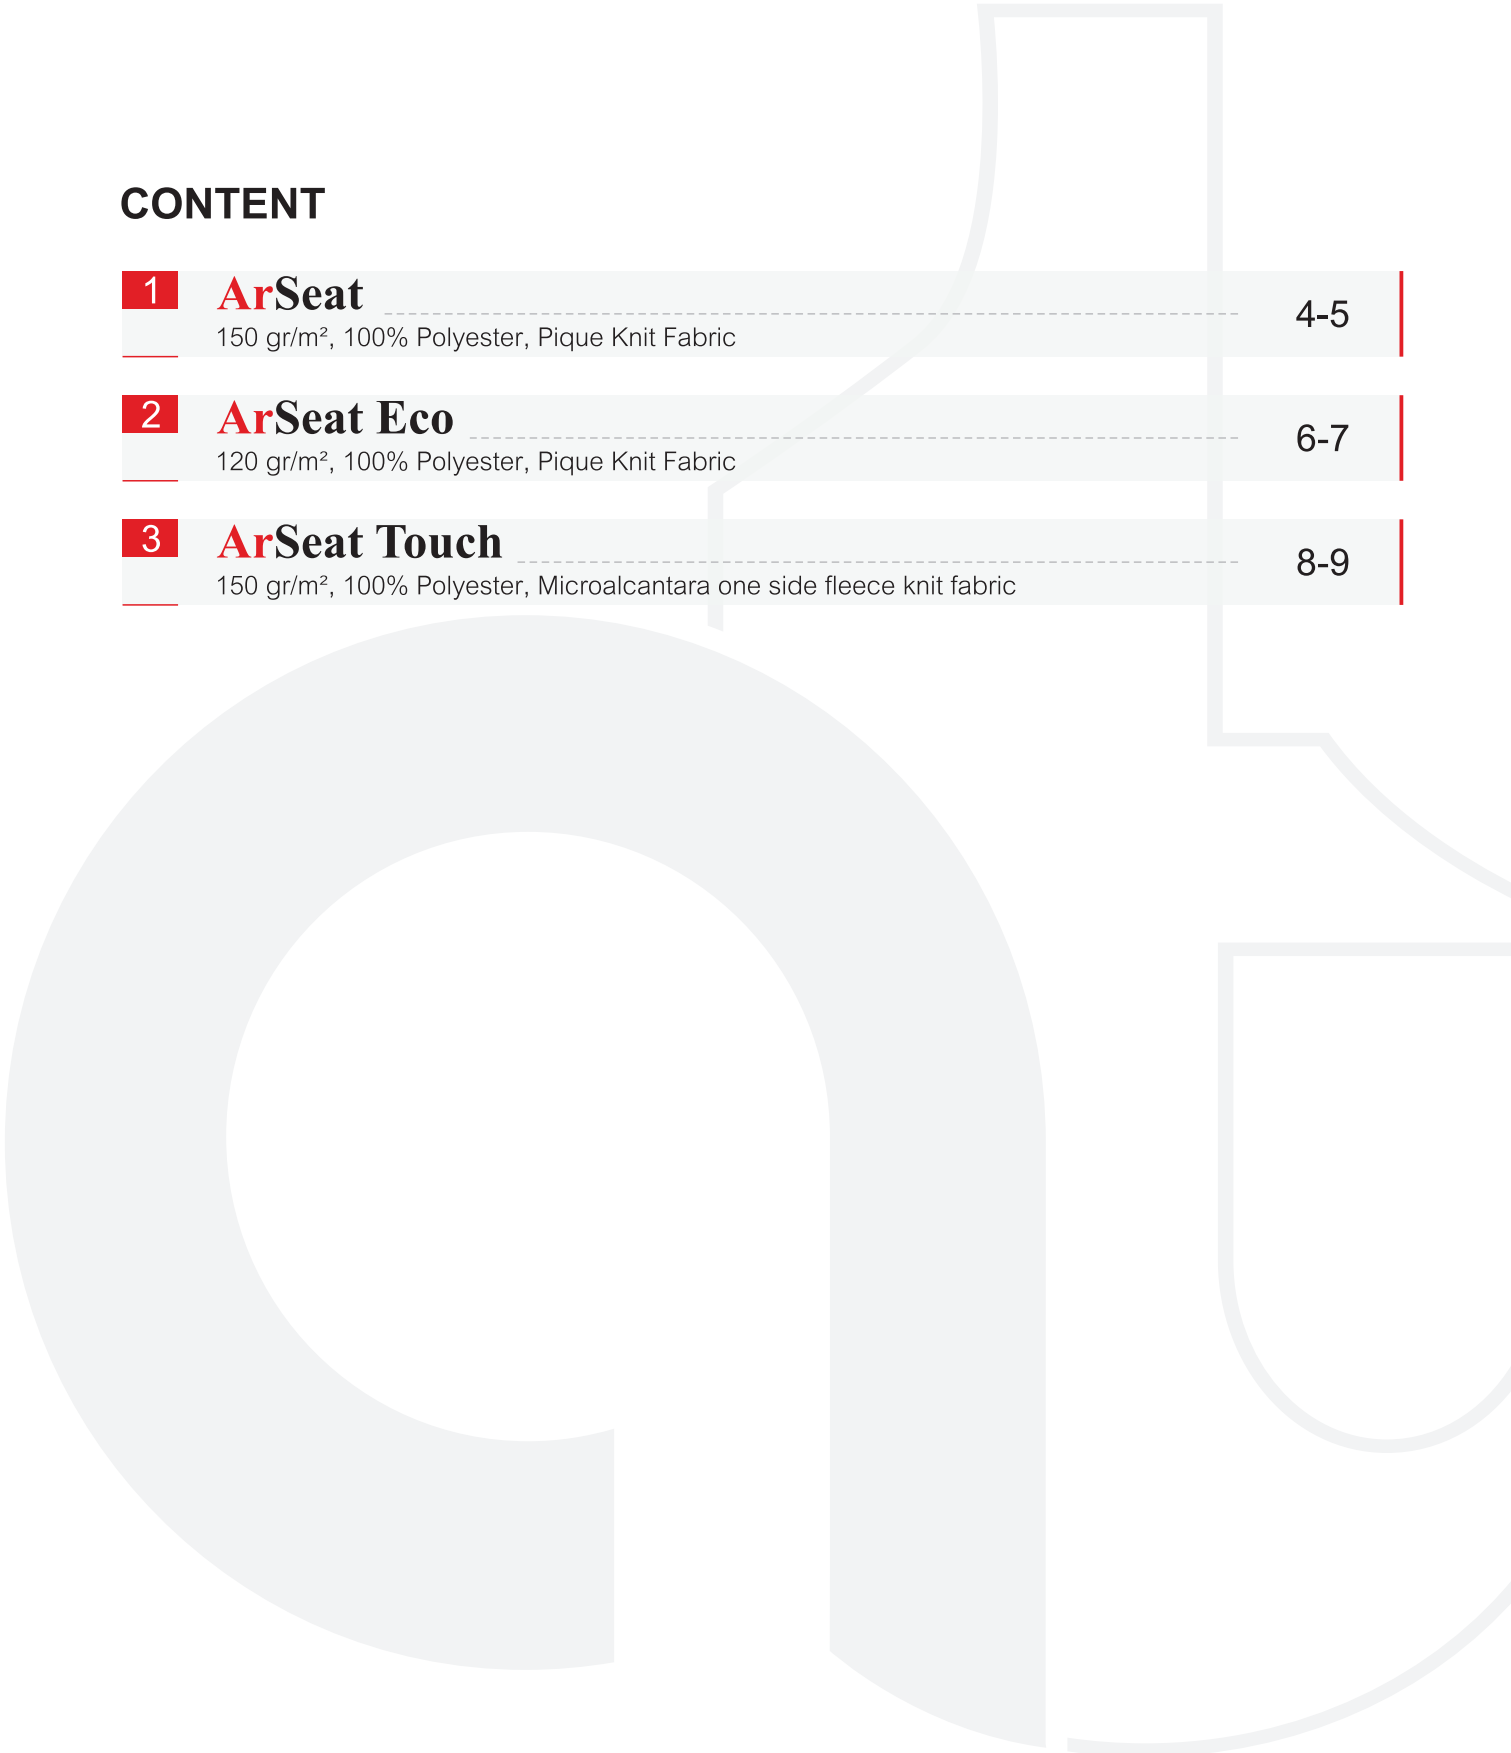 CONTENT
1
ArSeat
4-5
150 gr/m², 100% Polyester, Pique Knit Fabric
2
ArSeat Eco
6-7
120 gr/m², 100% Polyester, Pique Knit Fabric
3
ArSeat Touch
8-9
150 gr/m², 100% Polyester, Microalcantara one side fleece knit fabric